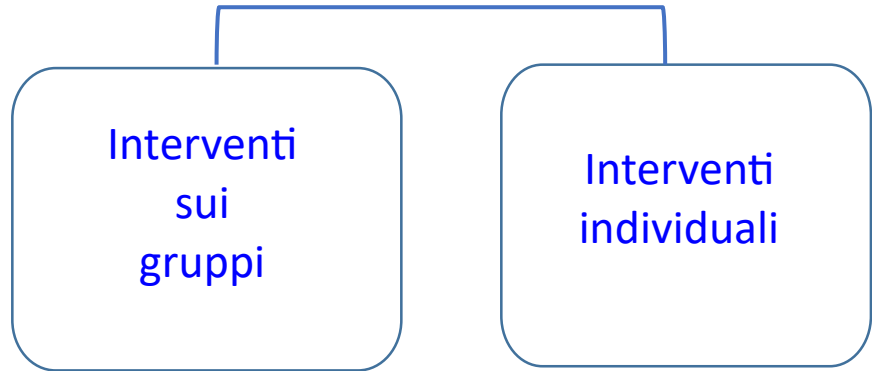 Interventi
sui
gruppi
Interventi
individuali